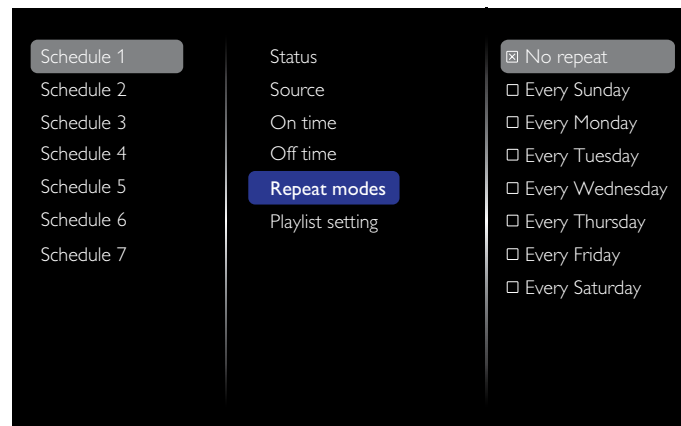 Schedule 1
Schedule 2
Schedule 3
Schedule 4
Schedule 5
Schedule 6
Schedule 7
Status
Source
On time
Off time
Repeat modes
Playlist setting
☒ No repeat
☐ Every Sunday
☐ Every Monday
☐ Every Tuesday
☐ Every Wednesday
☐ Every Thursday
☐ Every Friday
☐ Every Saturday